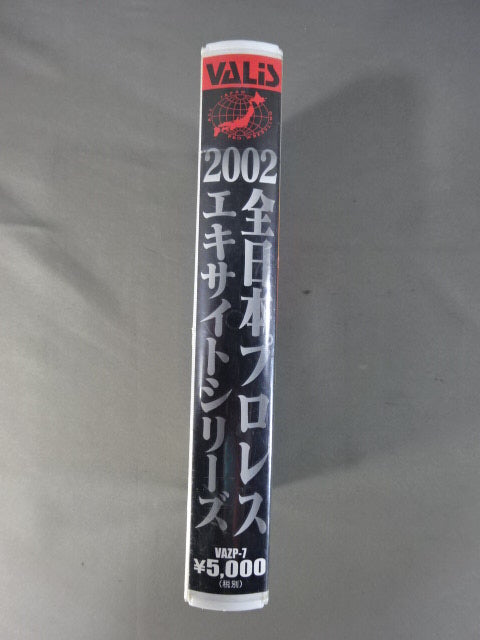 VALiS
2002
全日本プロレス
エキサイトシリーズ
VAZP-7
¥5,000
(税別)